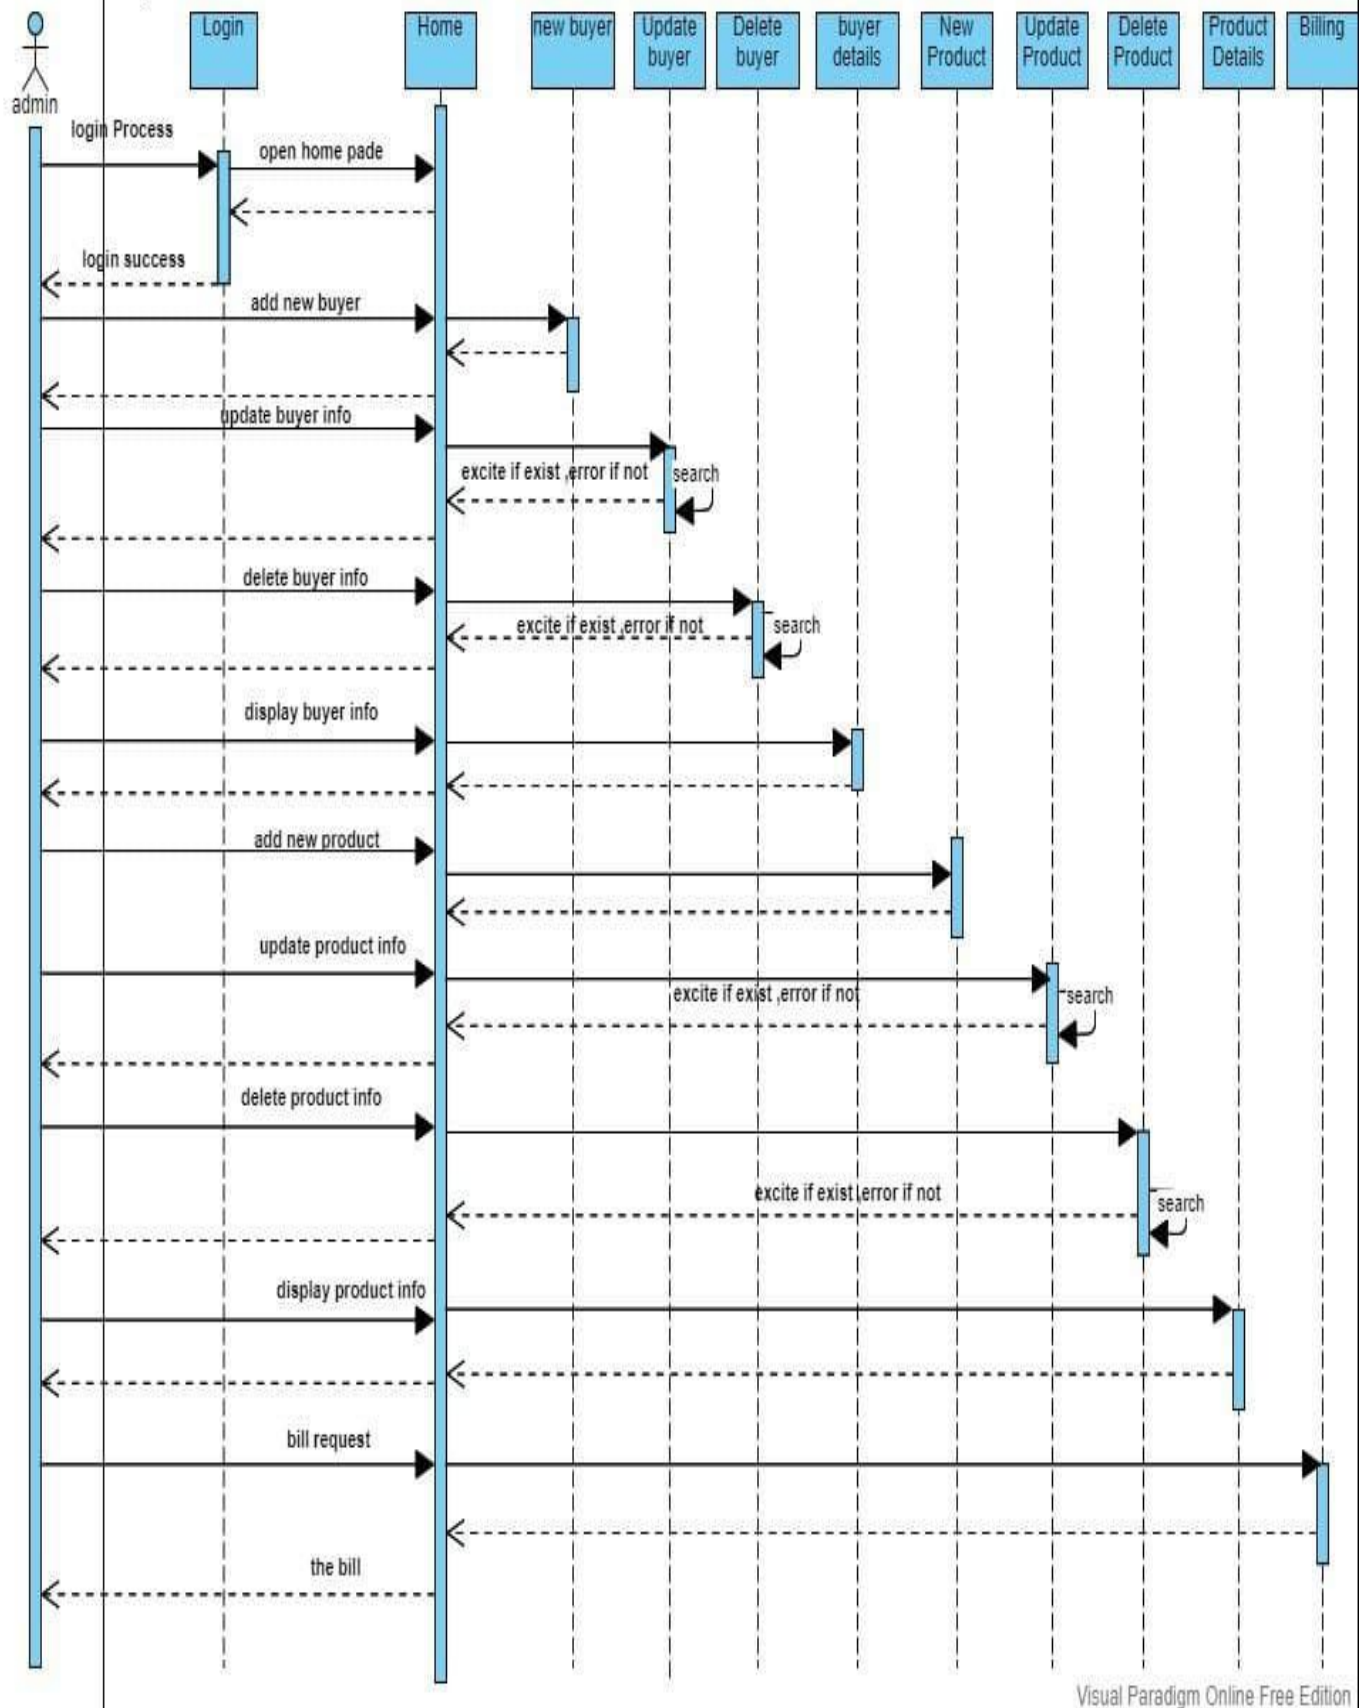 Login
Home
new buyer
Update
buyer
Delete
buyer
buyer
details
New
Product
Update
Product
Delete
Product
Product
Details
Billing
admin
login Process
open home pade
login success
add new buyer
update buyer info
excite if exist ,error if not
search
delete buyer info
excite if exist ,error if not
search
display buyer info
add new product
update product info
excite if exist ,error if not
search
delete product info
excite if exist ,error if not
search
display product info
bill request
the bill
Visual Paradigm Online Free Edition